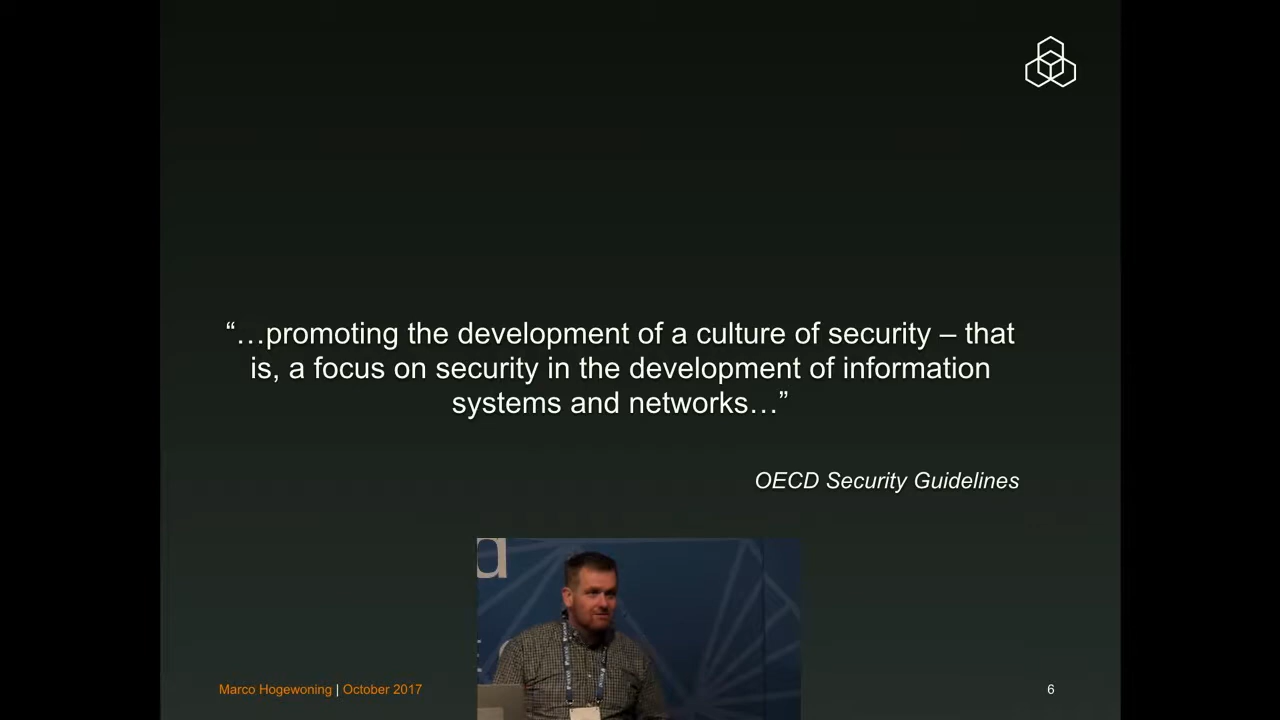 “…promoting the development of a culture of security – that
is, a focus on security in the development of information
systems and networks…”
OECD Security Guidelines
d
Marco Hogewoning | October 2017
6